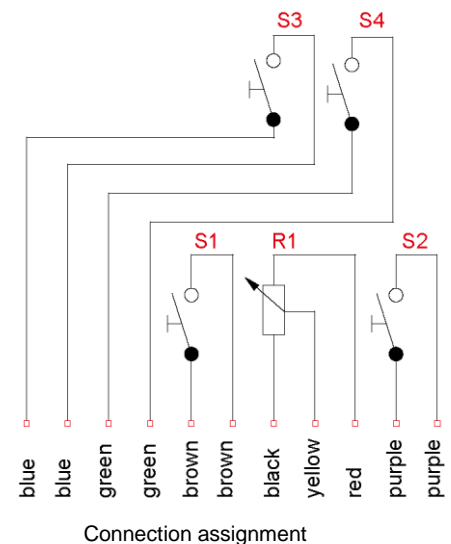 S3 S4
S1 R1 S2
blue blue green green brown brown black yellow red purple purple
Connection assignment